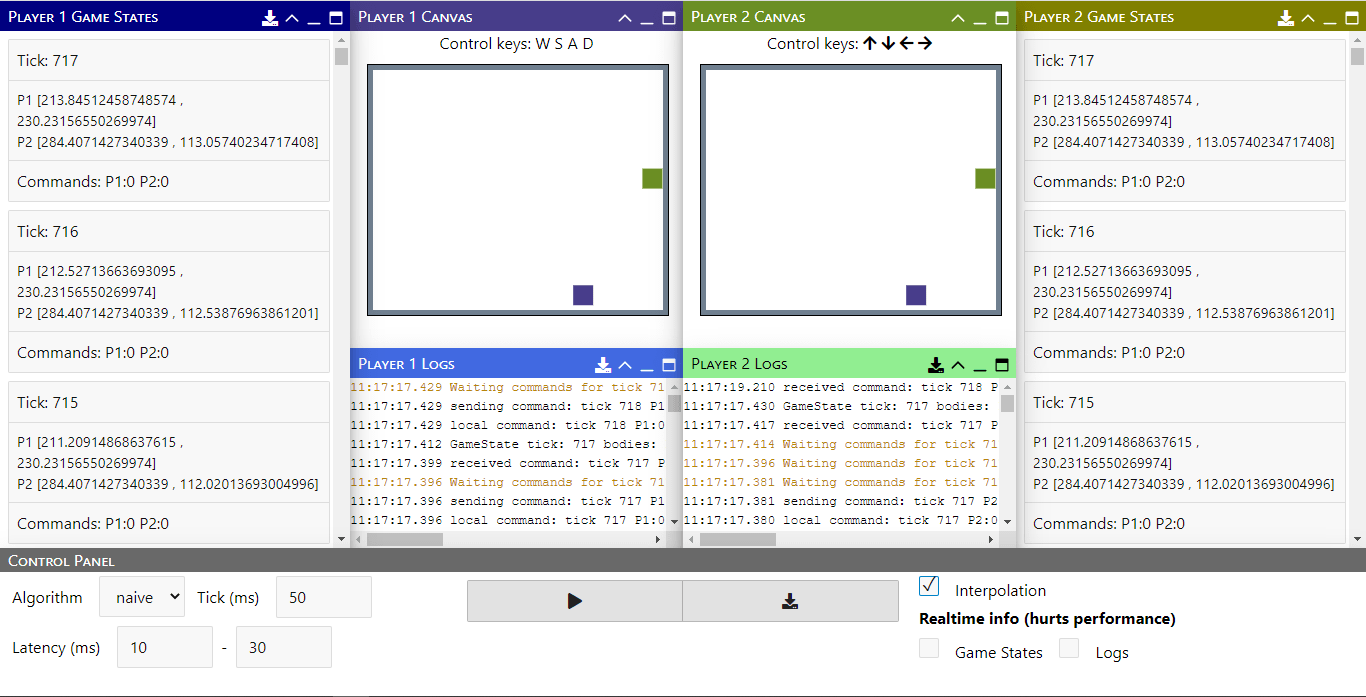 Player 1 Game States
Tick: 717
P1 [213.84512458748574 ,
230.23156550269974]
P2 [284.4071427340339 , 113.05740234717408]
Commands: P1:0 P2:0
Tick: 716
P1 [212.52713663693095 ,
230.23156550269974]
P2 [284.4071427340339 , 112.53876963861201]
Commands: P1:0 P2:0
Tick: 715
P1 [211.20914868637615 ,
230.23156550269974]
P2 [284.4071427340339 , 112.02013693004996]
Commands: P1:0 P2:0
Player 1 Canvas
Control keys: W S A D
Player 1 Logs
11:17:17.429 Waiting commands for tick 71
11:17:17.429 sending command: tick 718 P1
11:17:17.429 local command: tick 718 P1:0
11:17:17.412 GameState tick: 717 bodies:
11:17:17.399 received command: tick 717 P
11:17:17.396 Waiting commands for tick 71
11:17:17.396 sending command: tick 717 P1
11:17:17.396 local command: tick 717 P1:0
Player 2 Canvas
Control keys: ↑ ↓ ← →
Player 2 Logs
11:17:19.210 received command: tick 718 P
11:17:17.430 GameState tick: 717 bodies:
11:17:17.417 received command: tick 717 P
11:17:17.414 Waiting commands for tick 71
11:17:17.396 Waiting commands for tick 71
11:17:17.381 Waiting commands for tick 71
11:17:17.381 sending command: tick 717 P2
11:17:17.380 local command: tick 717 P2:0
Player 2 Game States
Tick: 717
P1 [213.84512458748574 ,
230.23156550269974]
P2 [284.4071427340339 , 113.05740234717408]
Commands: P1:0 P2:0
Tick: 716
P1 [212.52713663693095 ,
230.23156550269974]
P2 [284.4071427340339 , 112.53876963861201]
Commands: P1:0 P2:0
Tick: 715
P1 [211.20914868637615 ,
230.23156550269974]
P2 [284.4071427340339 , 112.02013693004996]
Commands: P1:0 P2:0
Control Panel
Algorithm naive Tick (ms) 50
Latency (ms) 10 - 30
Interpolation
Realtime info (hurts performance)
Game States Logs